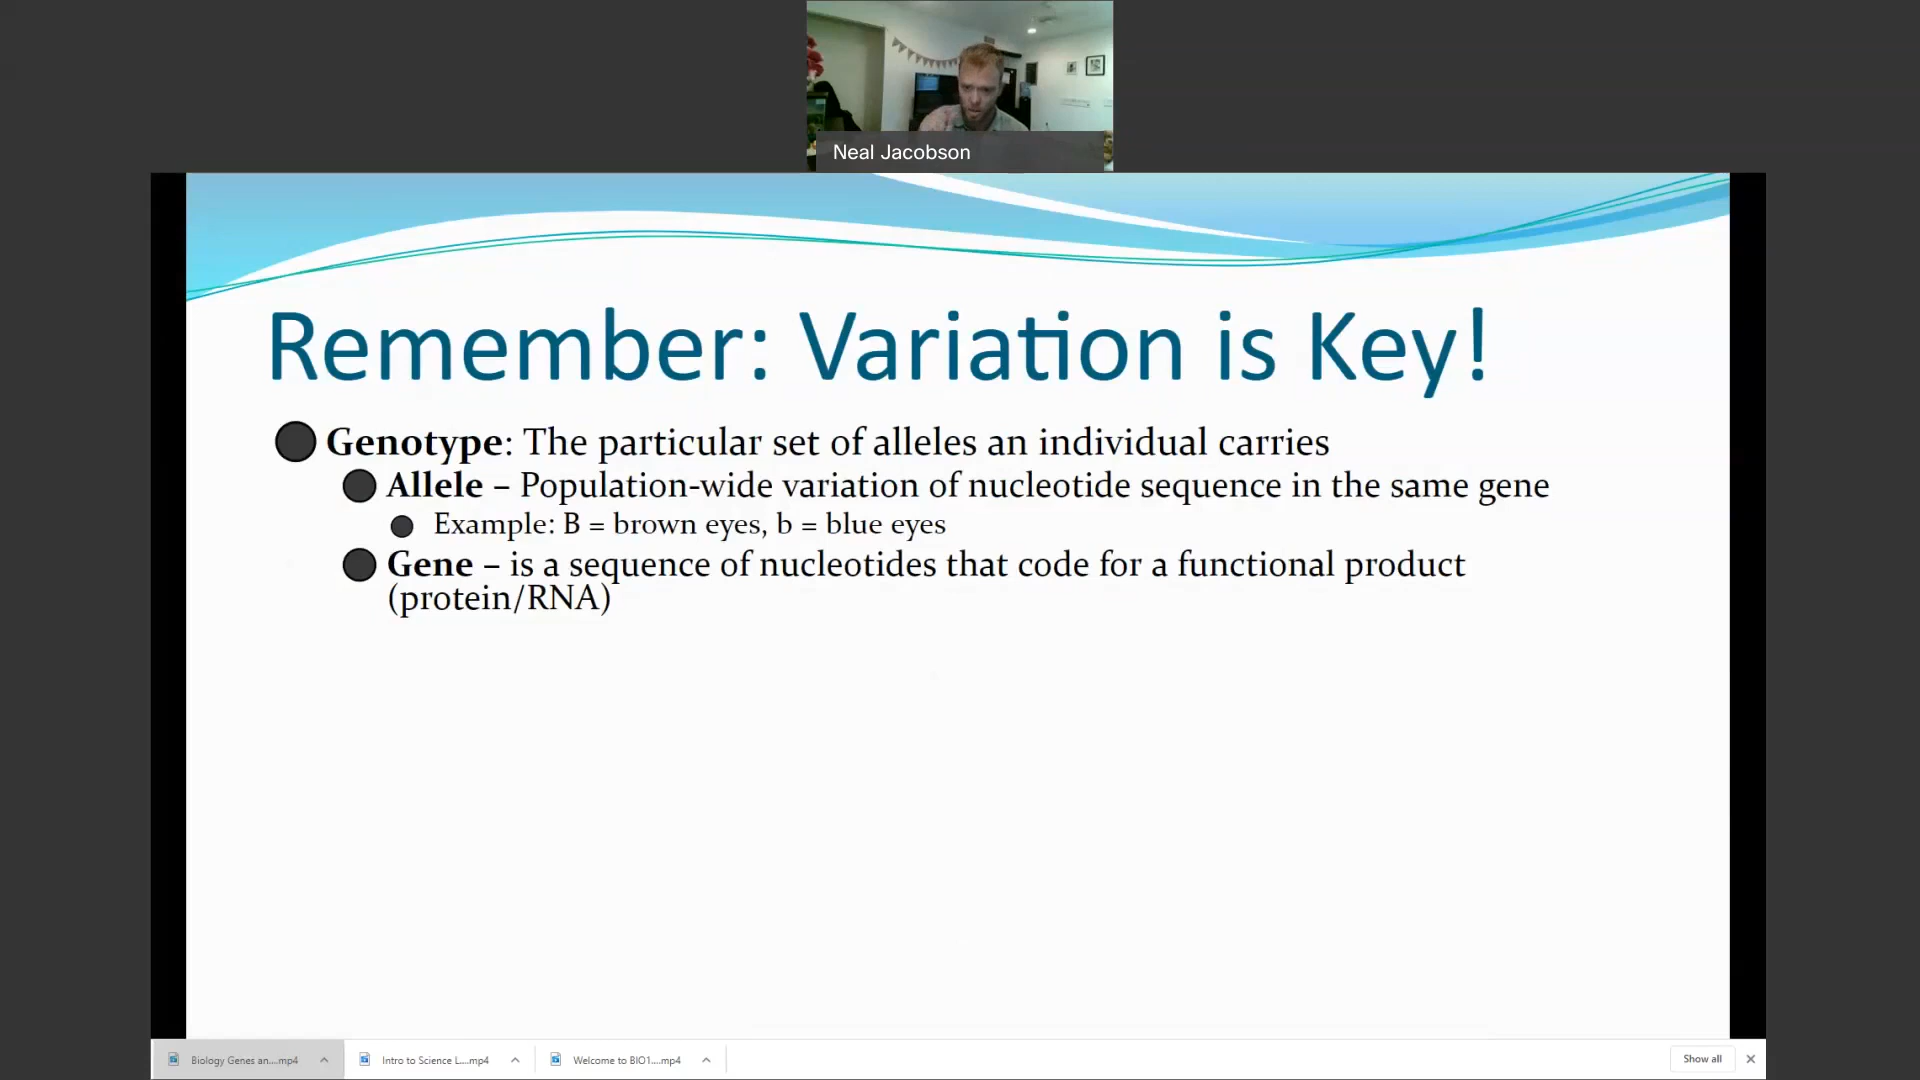 Neal Jacobson
Remember: Variation is Key!
Genotype: The particular set of alleles an individual carries
Allele – Population-wide variation of nucleotide sequence in the same gene
Example: B = brown eyes, b = blue eyes
Gene – is a sequence of nucleotides that code for a functional product
(protein/RNA)
Biology Genes an....mp4 Intro to Science L....mp4 Welcome to BIO1....mp4 Show all